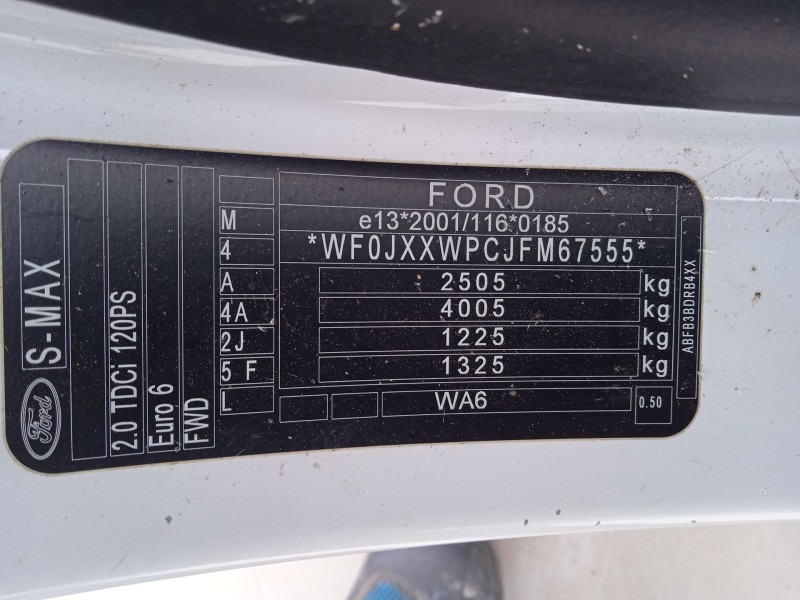 FORD
e13*2001/116*0185
*WF0JXXWPCJFM67555*
2505 kg
4005 kg
1225 kg
1325 kg
WA6
0.50
ABFB3BDRB4XX
M
4
A
4A
2J
5 F
L
Ford
S-MAX
2.0 TDCi 120PS
Euro 6
FWD